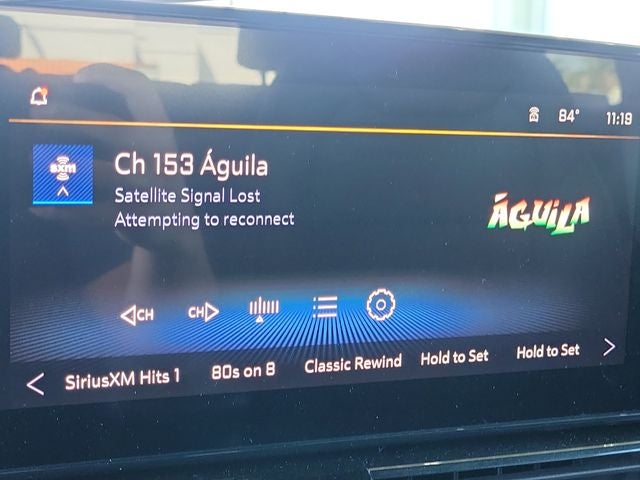 84° 11:19
sxm
Ch 153 Águila
Satellite Signal Lost
Attempting to reconnect
ÁGUILA
CH CH
SiriusXM Hits 1 80s on 8 Classic Rewind Hold to Set Hold to Set